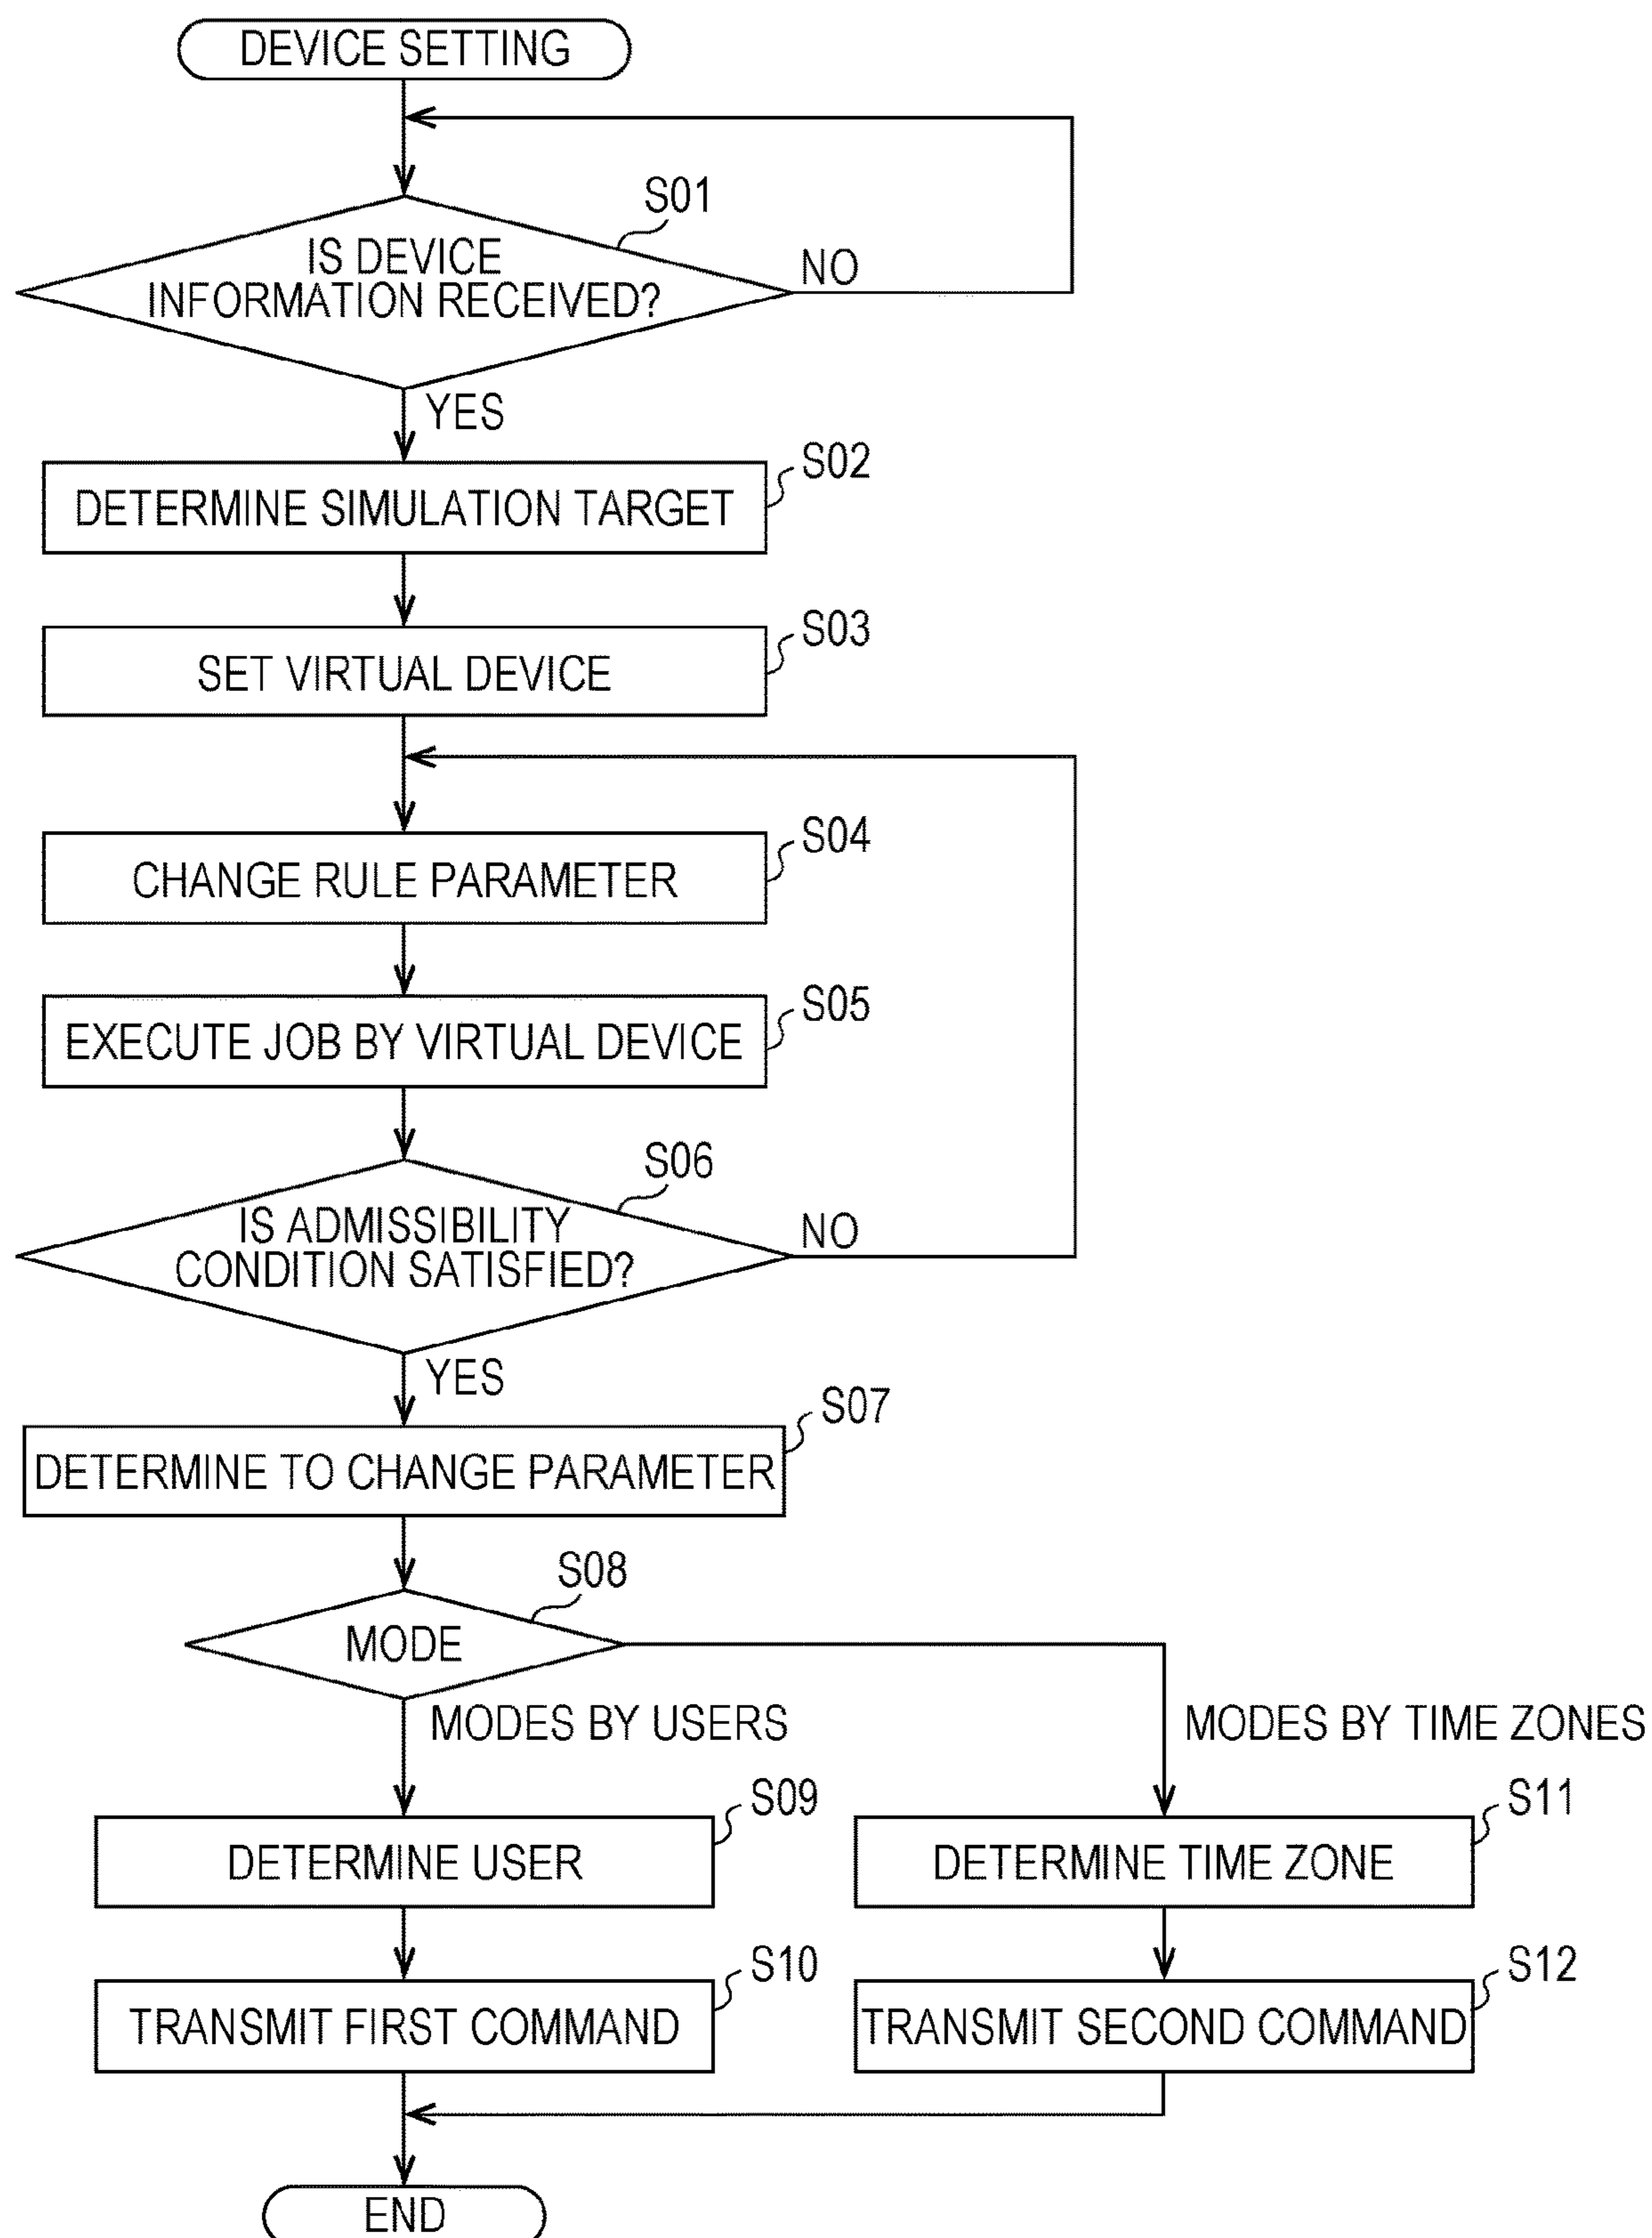 DEVICE SETTING
S01
IS DEVICE
INFORMATION RECEIVED?
NO
YES
S02
DETERMINE SIMULATION TARGET
S03
SET VIRTUAL DEVICE
S04
CHANGE RULE PARAMETER
S05
EXECUTE JOB BY VIRTUAL DEVICE
S06
IS ADMISSIBILITY
CONDITION SATISFIED?
NO
YES
S07
DETERMINE TO CHANGE PARAMETER
S08
MODE
MODES BY USERS
MODES BY TIME ZONES
S09
DETERMINE USER
S11
DETERMINE TIME ZONE
S10
TRANSMIT FIRST COMMAND
S12
TRANSMIT SECOND COMMAND
END